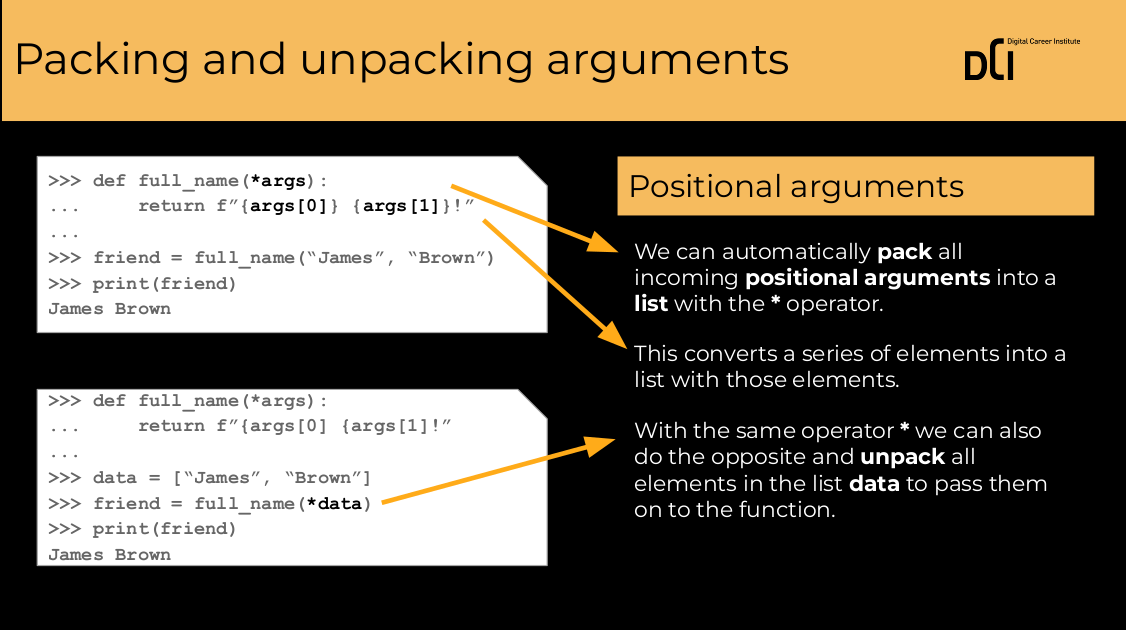 Packing and unpacking arguments
Digital Career Institute
DCI
>>> def full_name(*args):
...     return f”{args[0]} {args[1]}!”
...
>>> friend = full_name(“James”, “Brown”)
>>> print(friend)
James Brown
>>> def full_name(*args):
...     return f”{args[0] {args[1]!”
...
>>> data = [“James”, “Brown”]
>>> friend = full_name(*data)
>>> print(friend)
James Brown
Positional arguments
We can automatically pack all
incoming positional arguments into a
list with the * operator.
This converts a series of elements into a
list with those elements.
With the same operator * we can also
do the opposite and unpack all
elements in the list data to pass them
on to the function.